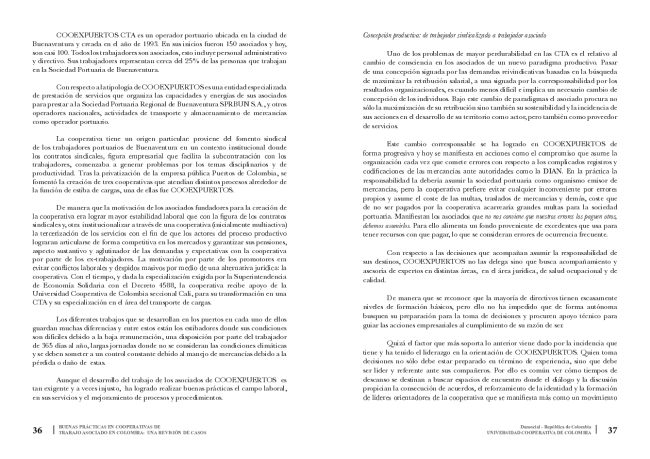 COOEXPUERTOS CTA es un operador portuario ubicada en la ciudad de
Buenaventura y creada en el año de 1993. En sus inicios fueron 150 asociados y hoy,
son casi 100. Todos los trabajadores son asociados, esto incluye personal administrativo
y directivo. Sus trabajadores representan cerca del 25% de las personas que trabajan
en la Sociedad Portuaria de Buenaventura.
Con respecto a la tipología de COOEXPUERTOS es una entidad especializada
de prestación de servicios que organiza las capacidades y energías de sus asociados
para prestar a la Sociedad Portuaria Regional de Buenaventura SPRBUN S.A., y otros
operadores nacionales, actividades de transporte y almacenamiento de mercancías
como operador portuario.
La cooperativa tiene un origen particular: proviene del fomento sindical
de los trabajadores portuarios de Buenaventura en un contexto institucional donde
los contratos sindicales, figura empresarial que facilita la subcontratación con los
trabajadores, comenzaba a generar problemas por los temas disciplinarios y de
productividad. Tras la privatización de la empresa pública Puertos de Colombia, se
fomentó la creación de tres cooperativas que atendían distintos procesos alrededor de
la función de estiba de cargas, una de ellas fue COOEXPUERTOS.
De manera que la motivación de los asociados fundadores para la creación de
la cooperativa era lograr mayor estabilidad laboral que con la figura de los contratos
sindicales y, otra institucionalizar a través de una cooperativa (inicialmente multiactiva)
la tercerización de los servicios con el fin de que los actores del proceso productivo
lograran articularse de forma competitiva en los mercados y garantizar sus pensiones,
aspecto sustantivo y aglutinador de las demandas y expectativas con la cooperativa
por parte de los ex-trabajadores. La motivación por parte de los promotores era
evitar conflictos laborales y despidos masivos por medio de una alternativa jurídica: la
cooperativa. Con el tiempo, y dada la especialización exigida por la Superintendencia
de Economía Solidaria con el Decreto 4588, la cooperativa recibe apoyo de la
Universidad Cooperativa de Colombia seccional Cali, para su transformación en una
CTA y su especialización en el área del transporte de cargas.
Los diferentes trabajos que se desarrollan en los puertos en cada uno de ellos
guardan muchas diferencias y entre estos están los estibadores donde sus condiciones
son difíciles debido a la baja remuneración, una disposición por parte del trabajador
de 365 días al año, largas jornadas donde no se consideran las condiciones climáticas
y se deben someter a un control constante debido al manejo de mercancías debido a la
pérdida o daño de estas.
Aunque el desarrollo del trabajo de los asociados de COOEXPUERTOS es
tan exigente y a veces injusto, ha logrado realizar buenas prácticas el campo laboral,
en sus servicios y el mejoramiento de procesos y procedimientos.
36
BUENAS PRÁCTICAS EN COOPERATIVAS DE
TRABAJO ASOCIADO EN COLOMBIA: UNA REVISIÓN DE CASOS
Concepción productiva: de trabajador sindicalizado a trabajador asociado
Uno de los problemas de mayor perdurabilidad en las CTA es el relativo al
cambio de consciencia en los asociados de un nuevo paradigma productivo. Pasar
de una concepción signada por las demandas reivindicativas basadas en la búsqueda
de maximizar la retribución salarial, a una signada por la corresponsabilidad por los
resultados organizacionales, es cuando menos difícil e implica un necesario cambio de
concepción de los individuos. Bajo este cambio de paradigmas el asociado procura no
sólo la maximización de su retribución sino también su sostenibilidad y la incidencia de
sus acciones en el desarrollo de su territorio como actor, pero también como proveedor
de servicios.
Este cambio corresponsable se ha logrado en COOEXPUERTOS de
forma progresiva y hoy se manifiesta en acciones como el compromiso que asume la
organización cada vez que comete errores con respecto a los complicados registros y
codificaciones de las mercancías ante autoridades como la DIAN. En la práctica la
responsabilidad la debería asumir la sociedad portuaria como organismo emisor de
mercancías, pero la cooperativa prefiere evitar cualquier inconveniente por errores
propios y asume el coste de las multas, traslados de mercancías y demás, coste que
de no ser pagados por la cooperativa acarrearía grandes multas para la sociedad
portuaria. Manifiestan los asociados que no nos conviene que nuestros errores los paguen otros,
debemos asumirlos. Para ello alimenta un fondo proveniente de excedentes que usa para
tener recursos con que pagar, lo que se consideran errores de ocurrencia frecuente.
Con respecto a las decisiones que acompañan asumir la responsabilidad de
sus destinos, COOEXPUERTOS no las delega sino que busca acompañamiento y
asesoría de expertos en distintas áreas, en el área jurídica, de salud ocupacional y de
calidad.
De manera que se reconoce que la mayoría de directivos tienen escasamente
niveles de formación básicos, pero ello no ha impedido que de forma autónoma
busquen su preparación para la toma de decisiones y procuren apoyo técnico para
guiar las acciones empresariales al cumplimiento de su razón de ser.
Quizá el factor que más soporta lo anterior viene dado por la incidencia que
tiene y ha tenido el liderazgo en la orientación de COOEXPUERTOS. Quien toma
decisiones no sólo debe estar preparado en término de experiencia, sino que debe
ser líder y referente ante sus compañeros. Por ello es común ver cómo tiempos de
descanso se destinan a buscar espacios de encuentro donde el diálogo y la discusión
propician la consecución de acuerdos, el reforzamiento de la identidad y la formación
de líderes orientadores de la cooperativa que se manifiesta más como un movimiento
Dansocial - República de Colombia
UNIVERSIDAD COOPERATIVA DE COLOMBIA
37